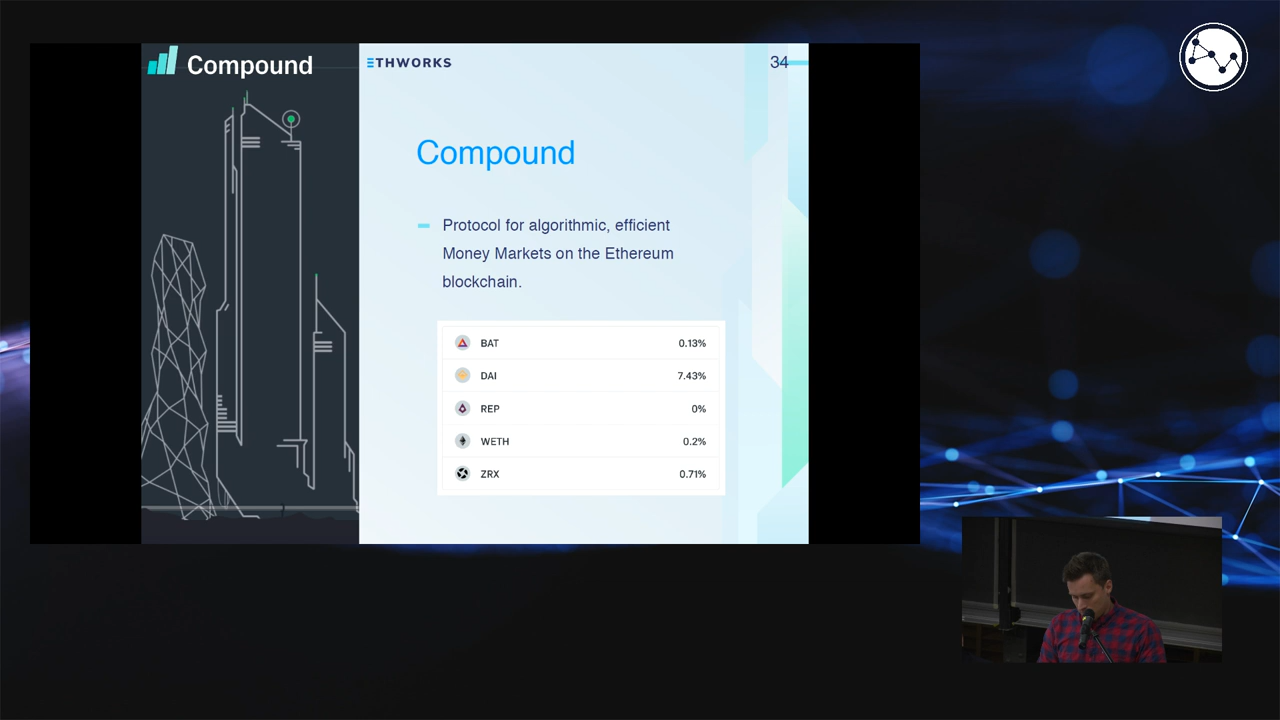 Compound
ETHWORKS
34
Compound
Protocol for algorithmic, efficient
Money Markets on the Ethereum
blockchain.
BAT 0.13%
DAI 7.43%
REP 0%
WETH 0.2%
ZRX 0.71%